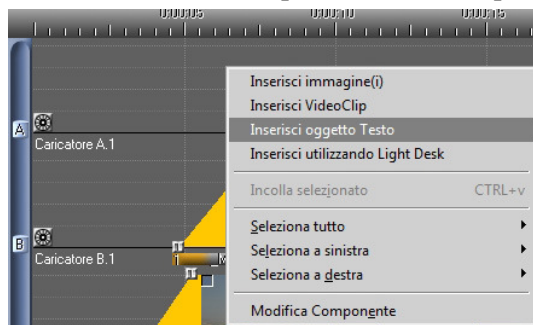 0:00:05 0:00:10 0:00:15
Inserisci immagine(i)
Inserisci VideoClip
A
Inserisci oggetto Testo
Caricatore A.1
Inserisci utilizzando Light Desk
Incolla selezionato CTRL+v
Seleziona tutto
B
Seleziona a sinistra
Caricatore B.1
Seleziona a destra
Modifica Componente